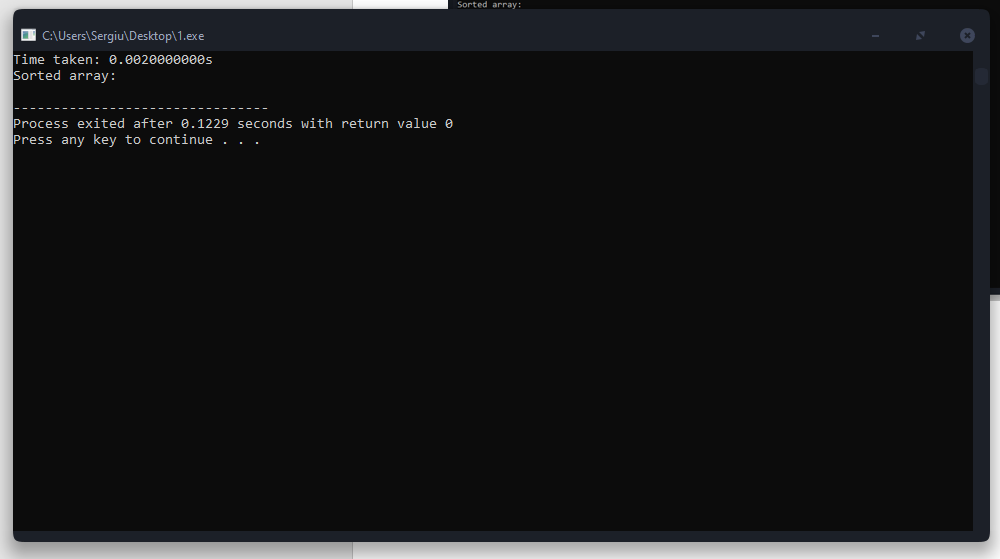 Sorted array:
C:\Users\Sergiu\Desktop\1.exe
Time taken: 0.0020000000s
Sorted array:
--------------------------------
Process exited after 0.1229 seconds with return value 0
Press any key to continue . . .